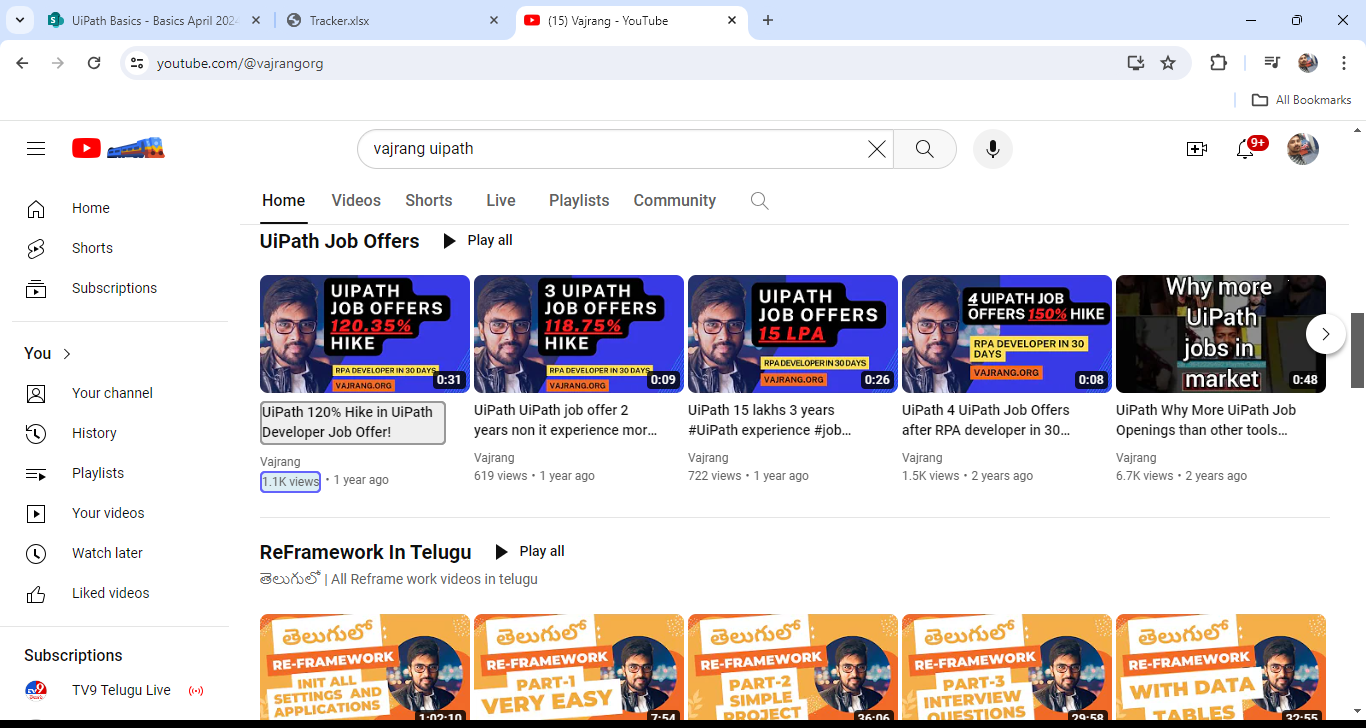 UiPath Basics - Basics April 2024
Tracker.xlsx
(15) Vajrang - YouTube
youtube.com/@vajrangorg
All Bookmarks
vajrang uipath
9+
Home
Shorts
Subscriptions
You
Your channel
History
Playlists
Your videos
Watch later
Liked videos
Subscriptions
TV9 Telugu Live
Home Videos Shorts Live Playlists Community
UiPath Job Offers Play all
UIPATH
JOB OFFERS
120.35%
HIKE
RPA DEVELOPER IN 30 DAYS
VAJRANG.ORG
0:31
UiPath 120% Hike in UiPath
Developer Job Offer!
Vajrang
1.1K views • 1 year ago
3 UIPATH
JOB OFFERS
118.75%
HIKE
RPA DEVELOPER IN 30 DAYS
VAJRANG.ORG
0:09
UiPath UiPath job offer 2
years non it experience mor...
Vajrang
619 views • 1 year ago
UIPATH
JOB OFFERS
15 LPA
RPA DEVELOPER IN 30 DAYS
VAJRANG.ORG
0:26
UiPath 15 lakhs 3 years
#UiPath experience #job...
Vajrang
722 views • 1 year ago
4 UIPATH JOB
OFFERS 150% HIKE
RPA DEVELOPER IN 30
DAYS
VAJRANG.ORG
0:08
UiPath 4 UiPath Job Offers
after RPA developer in 30...
Vajrang
1.5K views • 2 years ago
Why more
UiPath
jobs in
market
0:48
UiPath Why More UiPath Job
Openings than other tools...
Vajrang
6.7K views • 2 years ago
ReFramework In Telugu Play all
తెలుగులో | All Reframe work videos in telugu
తెలుగులో
RE-FRAMEWORK
INIT ALL
SETTINGS AND
APPLICATIONS
1:02:10
తెలుగులో
RE-FRAMEWORK
PART-1
VERY EASY
7:54
తెలుగులో
RE-FRAMEWORK
PART-2
SIMPLE
PROJECT
36:06
తెలుగులో
RE-FRAMEWORK
PART-3
INTERVIEW
QUESTIONS
29:58
తెలుగులో
RE-FRAMEWORK
WITH DATA
TABLES
32:55